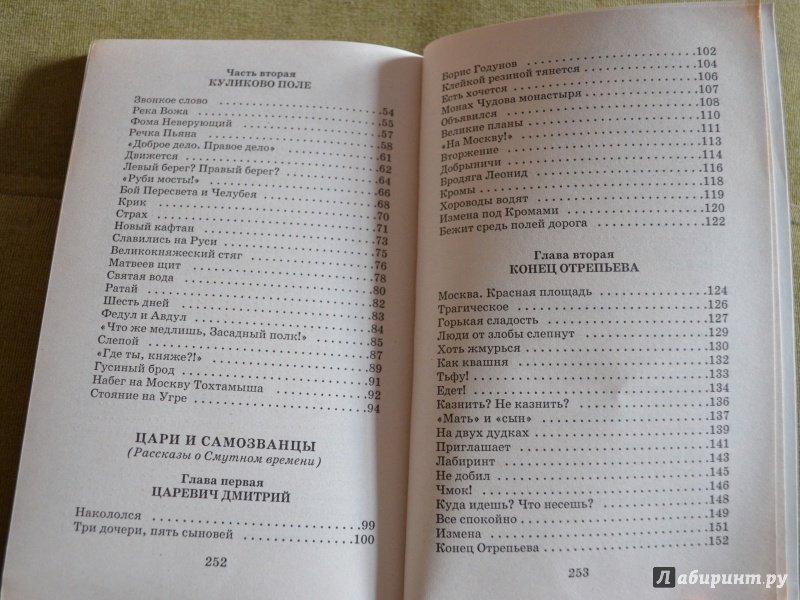 Часть вторая
КУЛИКОВО ПОЛЕ
Звонкое слово . . . 54
Река Вожа . . . 55
Фома Неверующий . . . 57
Речка Пьяна . . . 58
«Доброе дело. Правое дело» . . . 61
Движется . . . 62
Левый берег? Правый берег? . . . 64
«Руби мосты!» . . . 66
Бой Пересвета и Челубея . . . 68
Крик . . . 70
Страх . . . 71
Новый кафтан . . . 73
Славились на Руси . . . 75
Великокняжеский стяг . . . 76
Матвеев щит . . . 78
Святая вода . . . 80
Ратай . . . 82
Шесть дней . . . 83
Федул и Авдул . . . 84
«Что же медлишь, Засадный полк!» . . . 85
Слепой . . . 87
«Где ты, княже?!» . . . 89
Гусиный брод . . . 91
Набег на Москву Тохтамыша . . . 92
Стояние на Угре . . . 94
ЦАРИ И САМОЗВАНЦЫ
(Рассказы о Смутном времени)
Глава первая
ЦАРЕВИЧ ДМИТРИЙ
Накололся . . . 99
Три дочери, пять сыновей . . . 100
252
Борис Годунов . . . 102
Клейкой резиной тянется . . . 104
Есть хочется . . . 106
Монах Чудова монастыря . . . 107
Объявился . . . 108
Великие планы . . . 110
«На Москву!» . . . 111
Вторжение . . . 113
Добрыничи . . . 114
Бродяга Леонид . . . 116
Кромы . . . 118
Хороводы водят . . . 119
Измена под Кромами . . . 120
Бежит средь полей дорога . . . 122
Глава вторая
КОНЕЦ ОТРЕПЬЕВА
Москва. Красная площадь . . . 124
Трагическое . . . 126
Горькая сладость . . . 127
Люди от злобы слепнут . . . 129
Хоть жмурься . . . 130
Как квашня . . . 132
Тьфу! . . . 133
Едет! . . . 134
Казнить? Не казнить? . . . 136
«Мать» и «сын» . . . 137
На двух дудках . . . 139
Приглашает . . . 141
Лабиринт . . . 143
Не добил . . . 145
Чмок! . . . 146
Куда идешь? Что несешь? . . . 148
Все спокойно . . . 149
Измена . . . 151
Конец Отрепьева . . . 152
253
Лабиринт.ру